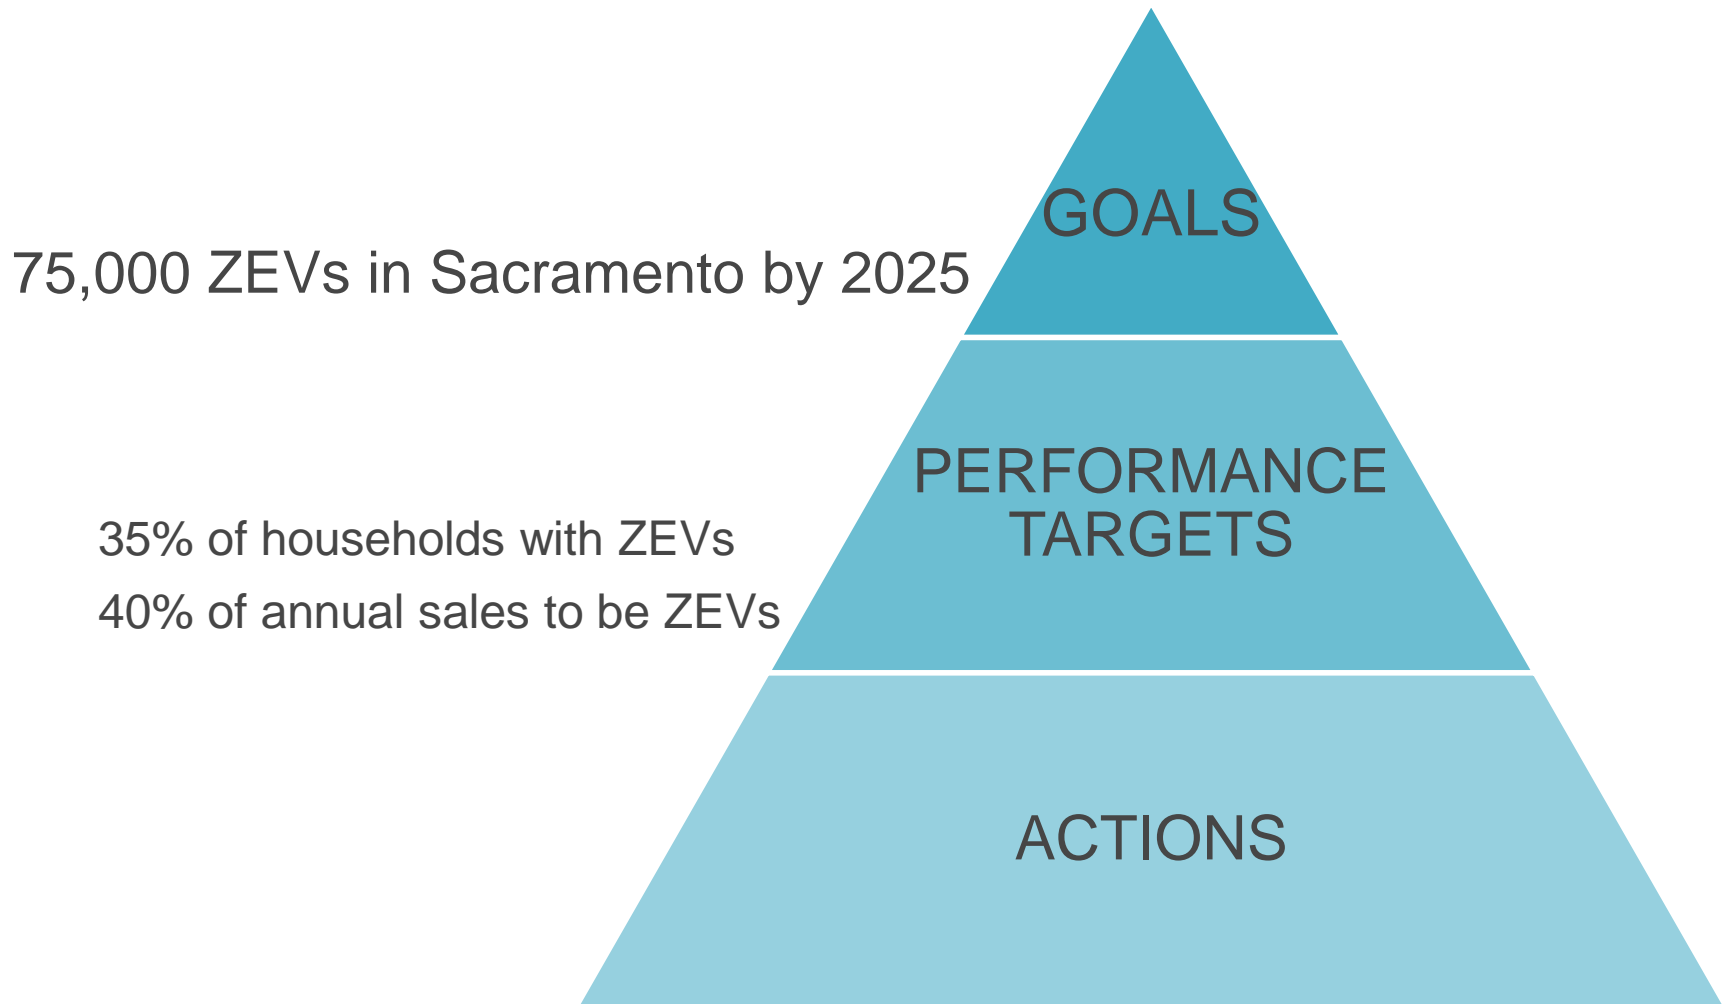 GOALS
75,000 ZEVs in Sacramento by 2025
PERFORMANCE
TARGETS
35% of households with ZEVs
40% of annual sales to be ZEVs
ACTIONS